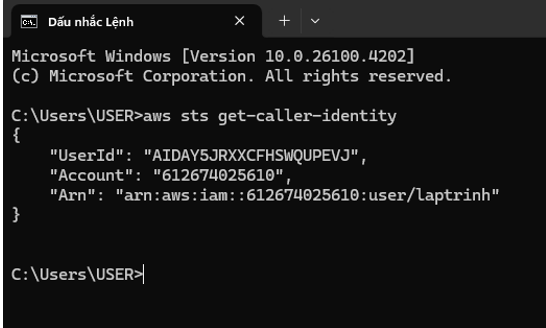 Dấu nhắc Lệnh
Microsoft Windows [Version 10.0.26100.4202]
(c) Microsoft Corporation. All rights reserved.
C:\Users\USER>aws sts get-caller-identity
{
    "UserId": "AIDAY5JRXXCFHSWQUPEVJ",
    "Account": "612674025610",
    "Arn": "arn:aws:iam::612674025610:user/laptrinh"
}
C:\Users\USER>